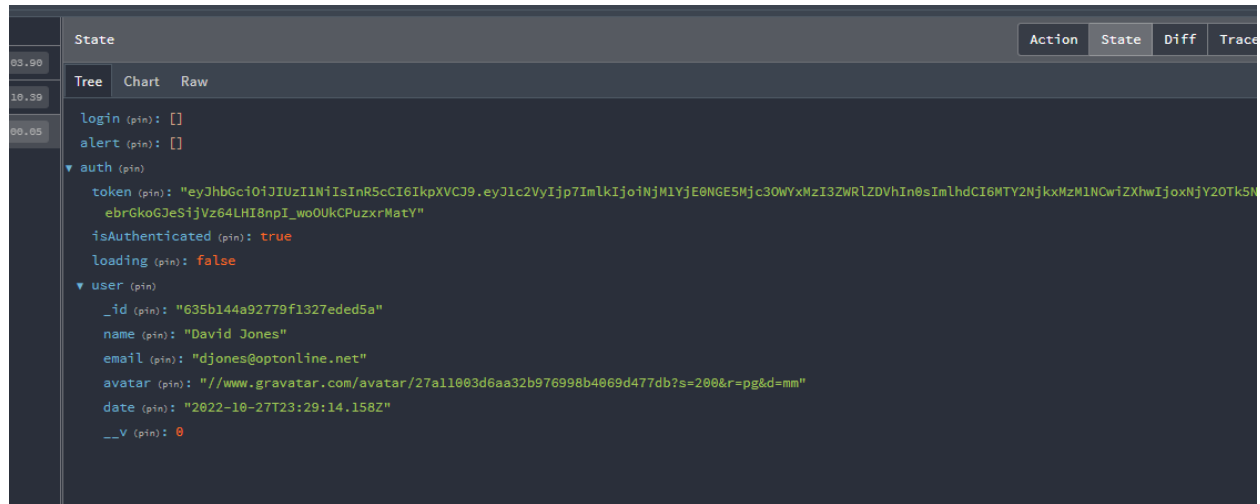 State
Action State Diff Trace
03.90
Tree Chart Raw
10.39
login (pin): []
00.05
alert (pin): []
▼ auth (pin)
token (pin): "eyJhbGciOiJIUzI1NiIsInR5cCI6IkpXVCJ9.eyJ1c2VyIjp7ImlkIjoiNjM1YjE0NGE5Mjc3OWYxMzI3ZWRlZDVhIn0sImlhdCI6MTY2NjkxMzM1NCwiZXhwIjoxNjY2OTk5N
ebrGkoGJeSijVz64LHI8npI_woOUkCPuzxrMatY"
isAuthenticated (pin): true
loading (pin): false
▼ user (pin)
_id (pin): "635b144a92779f1327eded5a"
name (pin): "David Jones"
email (pin): "djones@optonline.net"
avatar (pin): "//www.gravatar.com/avatar/27a11003d6aa32b976998b4069d477db?s=200&r=pg&d=mm"
date (pin): "2022-10-27T23:29:14.158Z"
__v (pin): 0